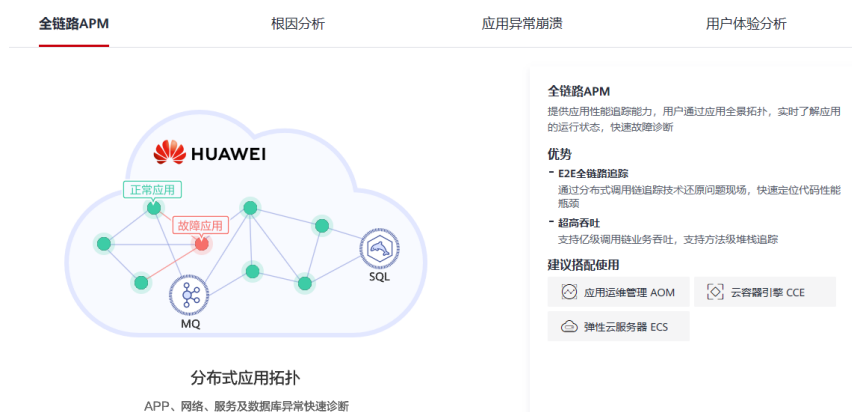 全链路APM
根因分析
应用异常崩溃
用户体验分析
HUAWEI
正常应用
故障应用
SQL
MQ
分布式应用拓扑
APP、网络、服务及数据库异常快速诊断
全链路APM
提供应用性能追踪能力，用户通过应用全景拓扑，实时了解应用
的运行状态，快速故障诊断
优势
- E2E全链路追踪
通过分布式调用链追踪技术还原问题现场，快速定位代码性能
瓶颈
- 超高吞吐
支持亿级调用链业务吞吐，支持方法级堆栈追踪
建议搭配使用
应用运维管理 AOM
云容器引擎 CCE
弹性云服务器 ECS